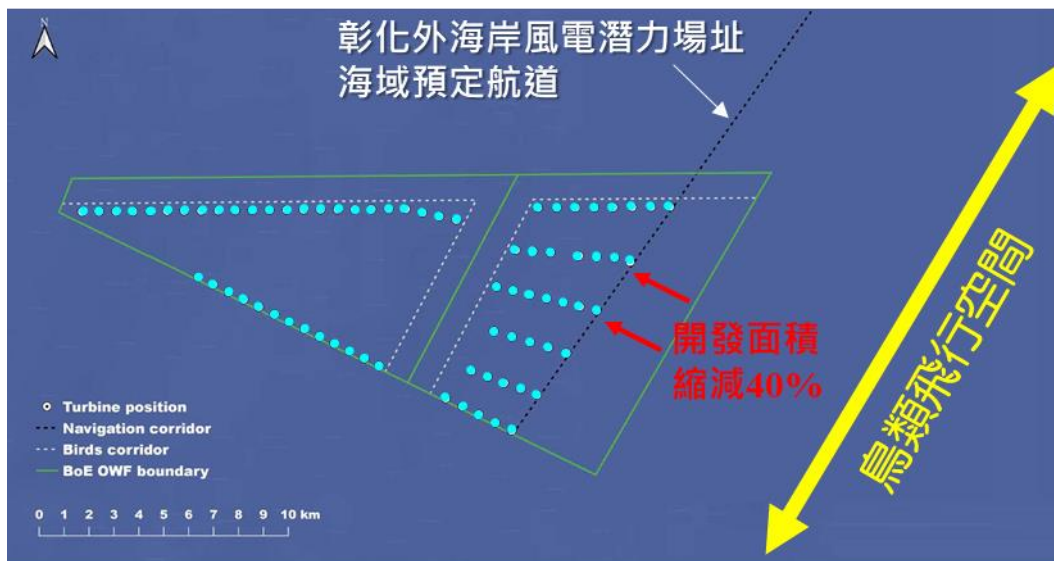 N
彰化外海岸風電潛力場址
海域預定航道
鳥類飛行空間
開發面積
縮減40%
Turbine position
Navigation corridor
Birds corridor
BoE OWF boundary
0 1 2 3 4 5 6 7 8 9 10 km